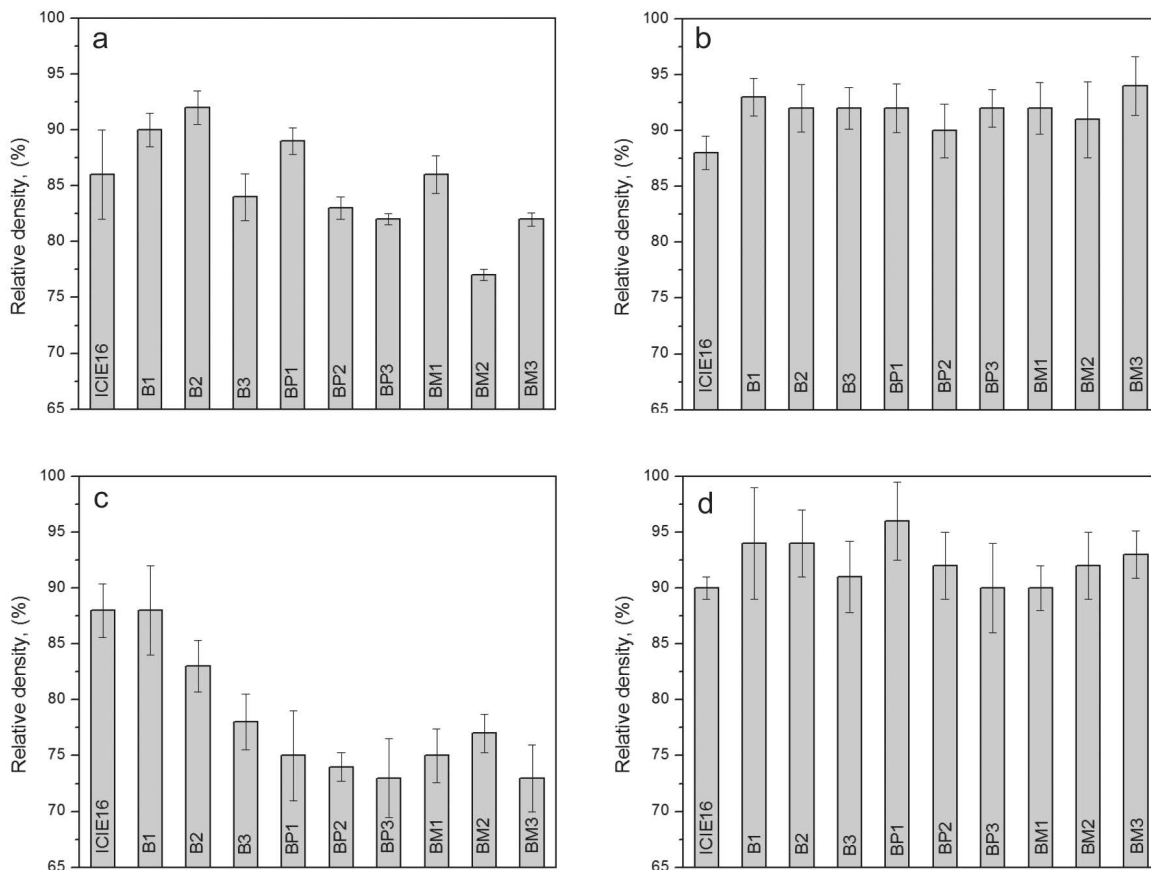 a
Relative density, (%)
100
95
90
85
80
75
70
65
ICIE16
B1
B2
B3
BP1
BP2
BP3
BM1
BM2
BM3
b
Relative density, (%)
100
95
90
85
80
75
70
65
ICIE16
B1
B2
B3
BP1
BP2
BP3
BM1
BM2
BM3
c
Relative density, (%)
100
95
90
85
80
75
70
65
ICIE16
B1
B2
B3
BP1
BP2
BP3
BM1
BM2
BM3
d
Relative density, (%)
100
95
90
85
80
75
70
65
ICIE16
B1
B2
B3
BP1
BP2
BP3
BM1
BM2
BM3